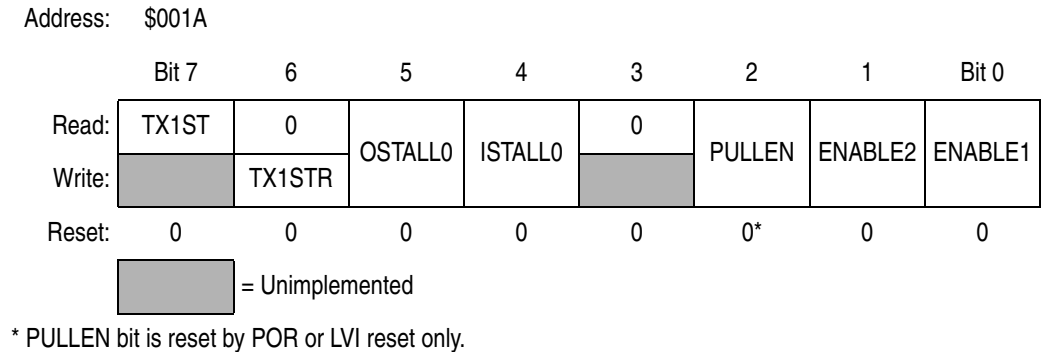 Address: $001A
Bit 7 6 5 4 3 2 1 Bit 0
Read: TX1ST 0 OSTALL0 ISTALL0 0 PULLEN ENABLE2 ENABLE1
Write: TX1STR
Reset: 0 0 0 0 0 0* 0 0
= Unimplemented
* PULLEN bit is reset by POR or LVI reset only.